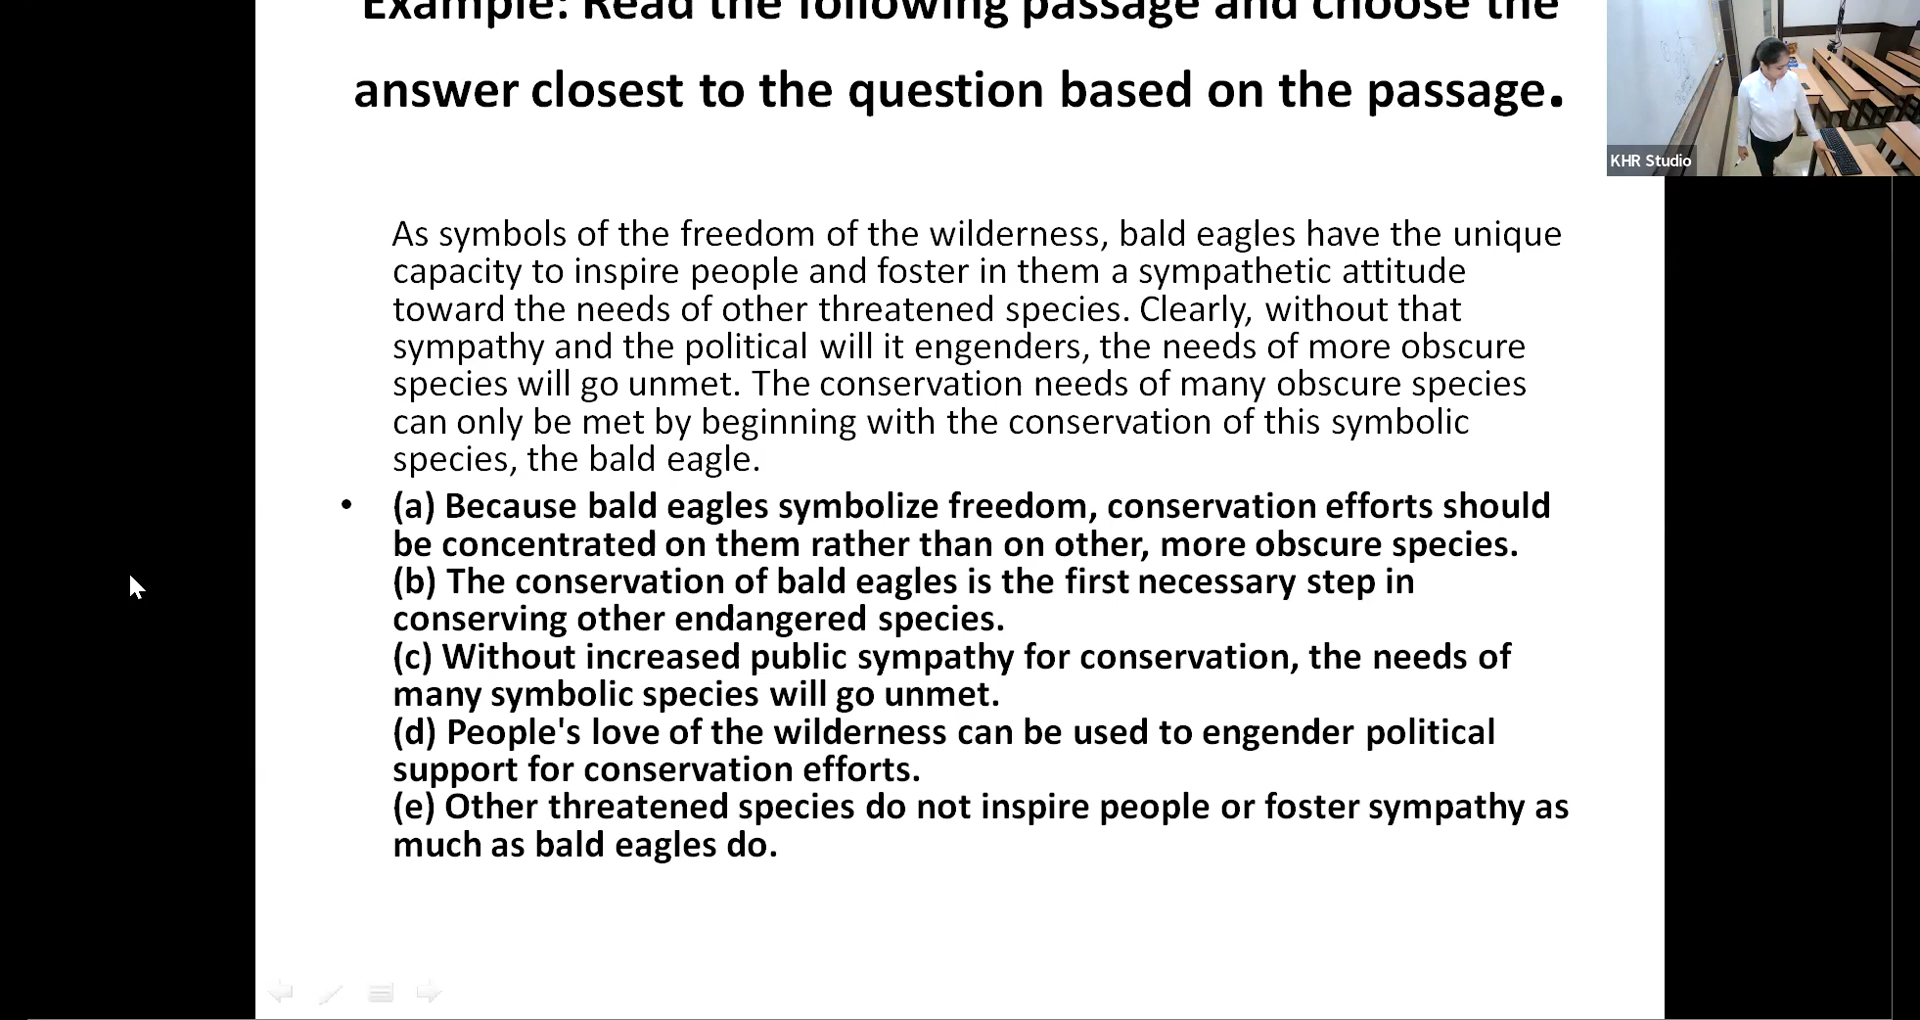 Example: Read the following passage and choose the
answer closest to the question based on the passage.
KHR Studio
As symbols of the freedom of the wilderness, bald eagles have the unique
capacity to inspire people and foster in them a sympathetic attitude
toward the needs of other threatened species. Clearly, without that
sympathy and the political will it engenders, the needs of more obscure
species will go unmet. The conservation needs of many obscure species
can only be met by beginning with the conservation of this symbolic
species, the bald eagle.
• (a) Because bald eagles symbolize freedom, conservation efforts should
be concentrated on them rather than on other, more obscure species.
(b) The conservation of bald eagles is the first necessary step in
conserving other endangered species.
(c) Without increased public sympathy for conservation, the needs of
many symbolic species will go unmet.
(d) People's love of the wilderness can be used to engender political
support for conservation efforts.
(e) Other threatened species do not inspire people or foster sympathy as
much as bald eagles do.